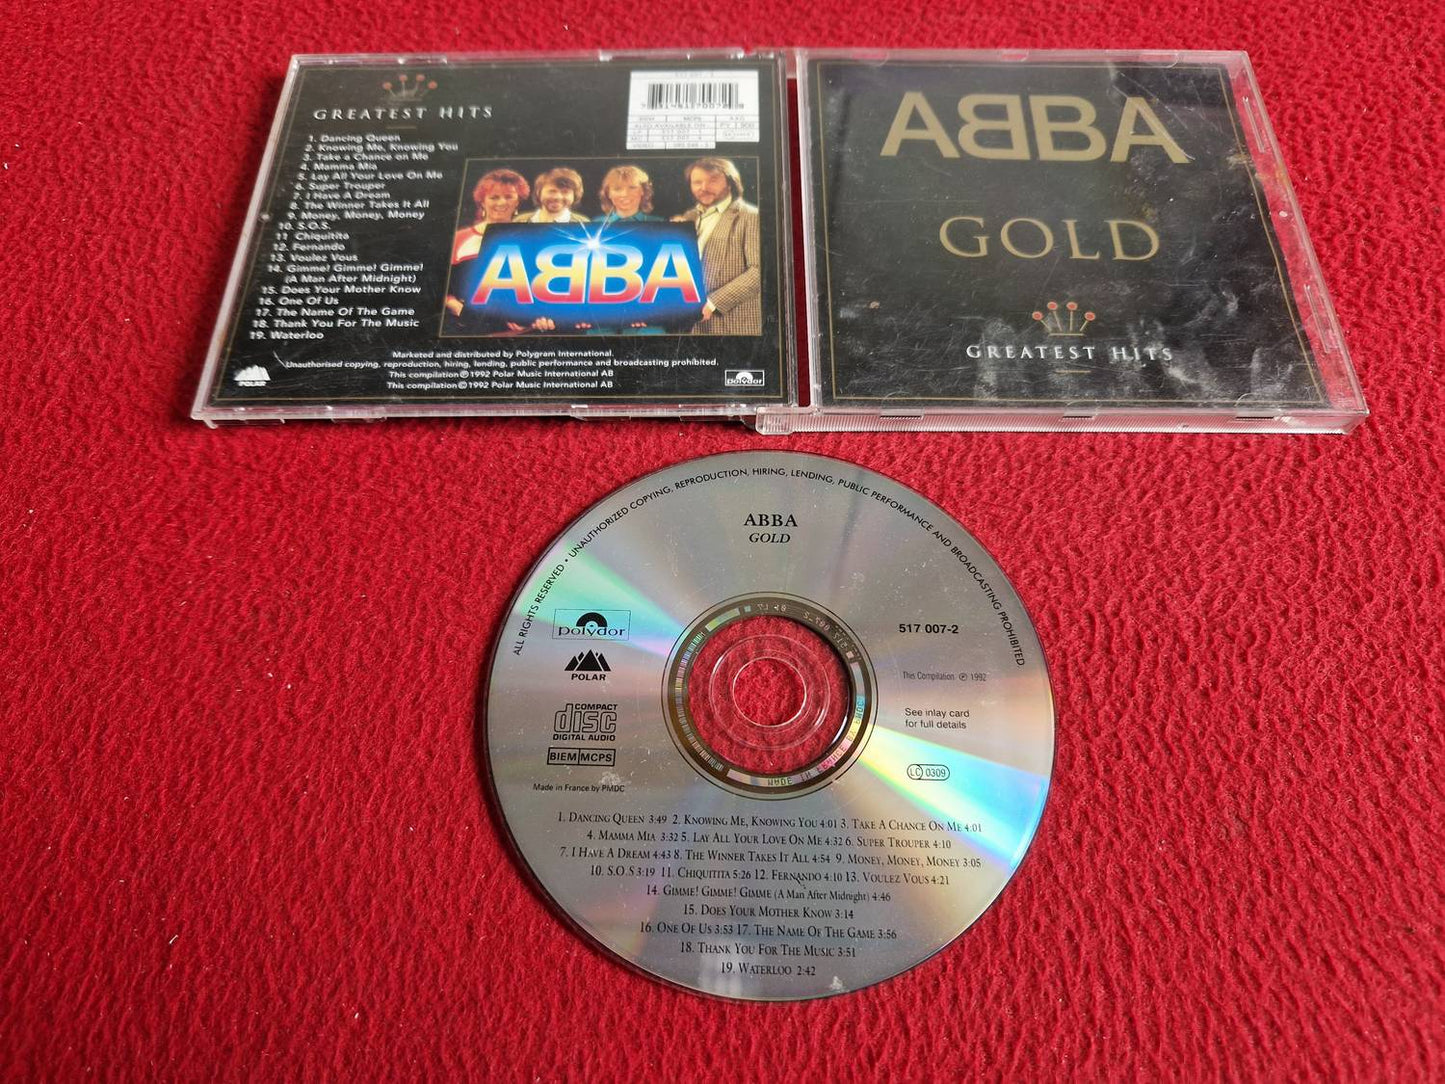 GREATEST HITS
1. Dancing Queen
2. Knowing Me, Knowing You
3. Take a Chance on Me
4. Mamma Mia
5. Lay All Your Love On Me
6. Super Trouper
7. I Have A Dream
8. The Winner Takes It All
9. Money, Money, Money
10. S.O.S.
11 Chiquitita
12. Fernando
13. Voulez Vous
14. Gimme! Gimme! Gimme!
(A Man After Midnight)
15. Does Your Mother Know
16. One Of Us
17. The Name Of The Game
18. Thank You For The Music
19. Waterloo
ABBA
Marketed and distributed by Polygram International.
Unauthorised copying, reproduction, hiring, lending, public performance and broadcasting prohibited.
This compilation ℗ 1992 Polar Music International AB
This compilation © 1992 Polar Music International AB
POLAR
Polydor
ABBA
GOLD
GREATEST HITS
ALL RIGHTS RESERVED • UNAUTHORIZED COPYING, REPRODUCTION, HIRING, LENDING, PUBLIC PERFORMANCE AND BROADCASTING PROHIBITED.
ABBA
GOLD
Polydor
POLAR
COMPACT
disc
DIGITAL AUDIO
BIEM MCPS
Made in France by PMDC
517 007-2
This Compilation ℗ 1992
See inlay card
for full details
LC 0309
1. DANCING QUEEN 3:49 2. KNOWING ME, KNOWING YOU 4:01 3. TAKE A CHANCE ON ME 4:01
4. MAMMA MIA 3:32 5. LAY ALL YOUR LOVE ON ME 4:32 6. SUPER TROUPER 4:10
7. I HAVE A DREAM 4:43 8. THE WINNER TAKES IT ALL 4:54 9. MONEY, MONEY, MONEY 3:05
10. S.O.S 3:19 11. CHIQUITITA 5:26 12. FERNANDO 4:10 13. VOULEZ VOUS 4:21
14. GIMME! GIMME! GIMME (A Man After Midnight) 4:46
15. DOES YOUR MOTHER KNOW 3:14
16. ONE OF US 3:53 17. THE NAME OF THE GAME 3:56
18. THANK YOU FOR THE MUSIC 3:51
19. WATERLOO 2:42